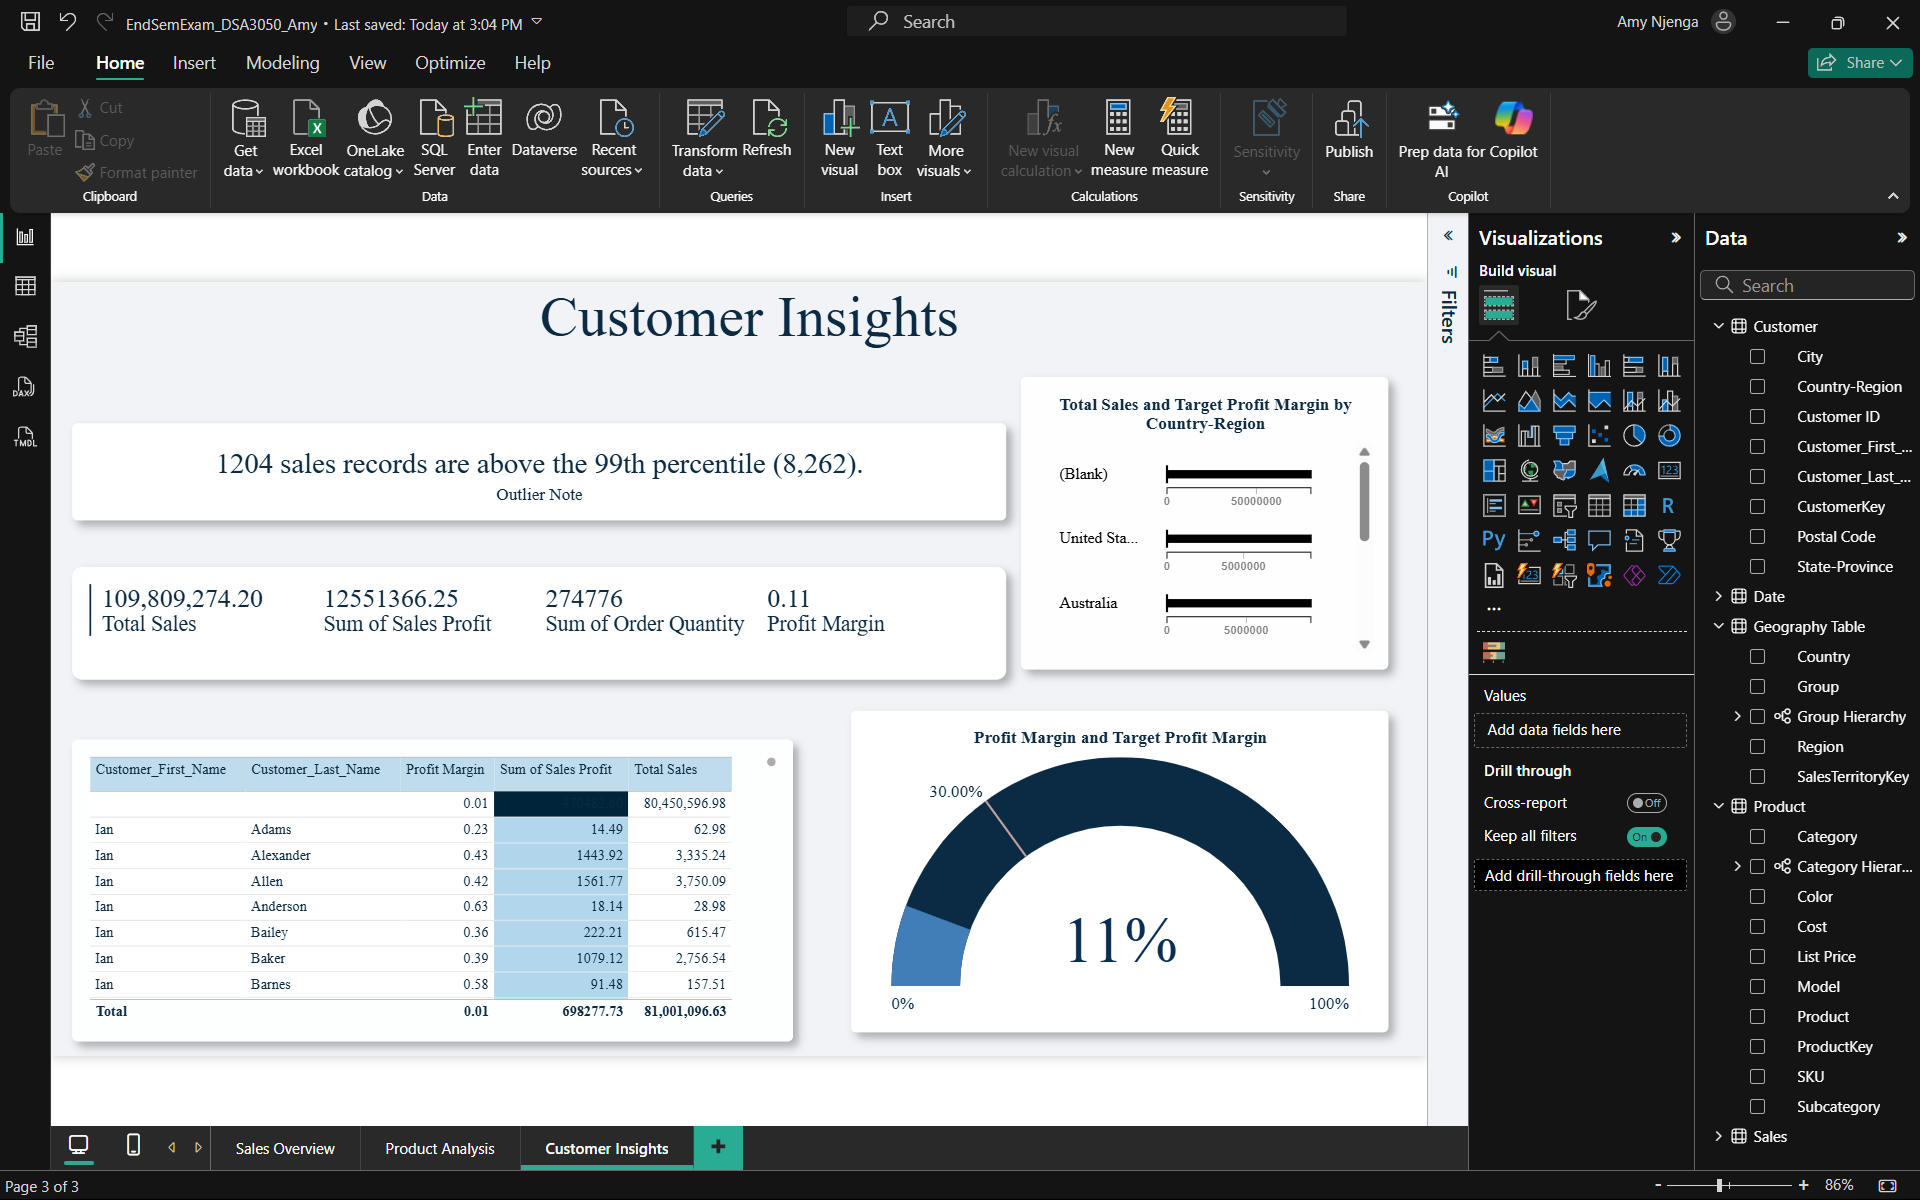 EndSemExam_DSA3050_Amy • Last saved: Today at 3:04 PM
Search
Amy Njenga
File
Home
Insert
Modeling
View
Optimize
Help
Share
Paste
Cut
Copy
Format painter
Clipboard
Get data
Excel workbook
OneLake catalog
SQL Server
Enter data
Dataverse
Recent sources
Data
Transform data
Refresh
Queries
New visual
Text box
More visuals
Insert
New visual calculation
New measure
Quick measure
Calculations
Sensitivity
Sensitivity
Publish
Share
Prep data for AI
Copilot
Copilot
DAX
TMDL
Customer Insights
1204 sales records are above the 99th percentile (8,262).
Outlier Note
109,809,274.20
Total Sales
12551366.25
Sum of Sales Profit
274776
Sum of Order Quantity
0.11
Profit Margin
Total Sales and Target Profit Margin by
Country-Region
(Blank)
0 50000000
United Sta...
0 5000000
Australia
0 5000000
Customer_First_Name Customer_Last_Name Profit Margin Sum of Sales Profit Total Sales
0.01 80,450,596.98
Ian Adams 0.23 14.49 62.98
Ian Alexander 0.43 1443.92 3,335.24
Ian Allen 0.42 1561.77 3,750.09
Ian Anderson 0.63 18.14 28.98
Ian Bailey 0.36 222.21 615.47
Ian Baker 0.39 1079.12 2,756.54
Ian Barnes 0.58 91.48 157.51
Total 0.01 698277.73 81,001,096.63
Profit Margin and Target Profit Margin
30.00%
11%
0%
100%
Filters
Visualizations
Build visual
123
R
Py
123
...
Values
Add data fields here
Drill through
Cross-report
Off
Keep all filters
On
Add drill-through fields here
Data
Search
Customer
City
Country-Region
Customer ID
Customer_First_...
Customer_Last_...
CustomerKey
Postal Code
State-Province
Date
Geography Table
Country
Group
Group Hierarchy
Region
SalesTerritoryKey
Product
Category
Category Hierar...
Color
Cost
List Price
Model
Product
ProductKey
SKU
Subcategory
Sales
Sales Overview
Product Analysis
Customer Insights
+
Page 3 of 3
- + 86%